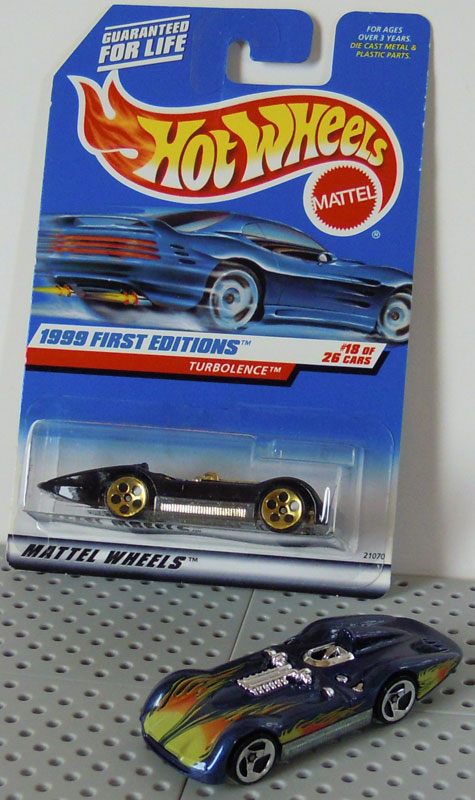 GUARANTEED
FOR LIFE
FOR AGES
OVER 3 YEARS.
DIE CAST METAL &
PLASTIC PARTS.
HOT WHEELS
MATTEL
®
1999 FIRST EDITIONS™
#18 OF
26 CARS
TURBOLENCE™
MATTEL WHEELS™
21070